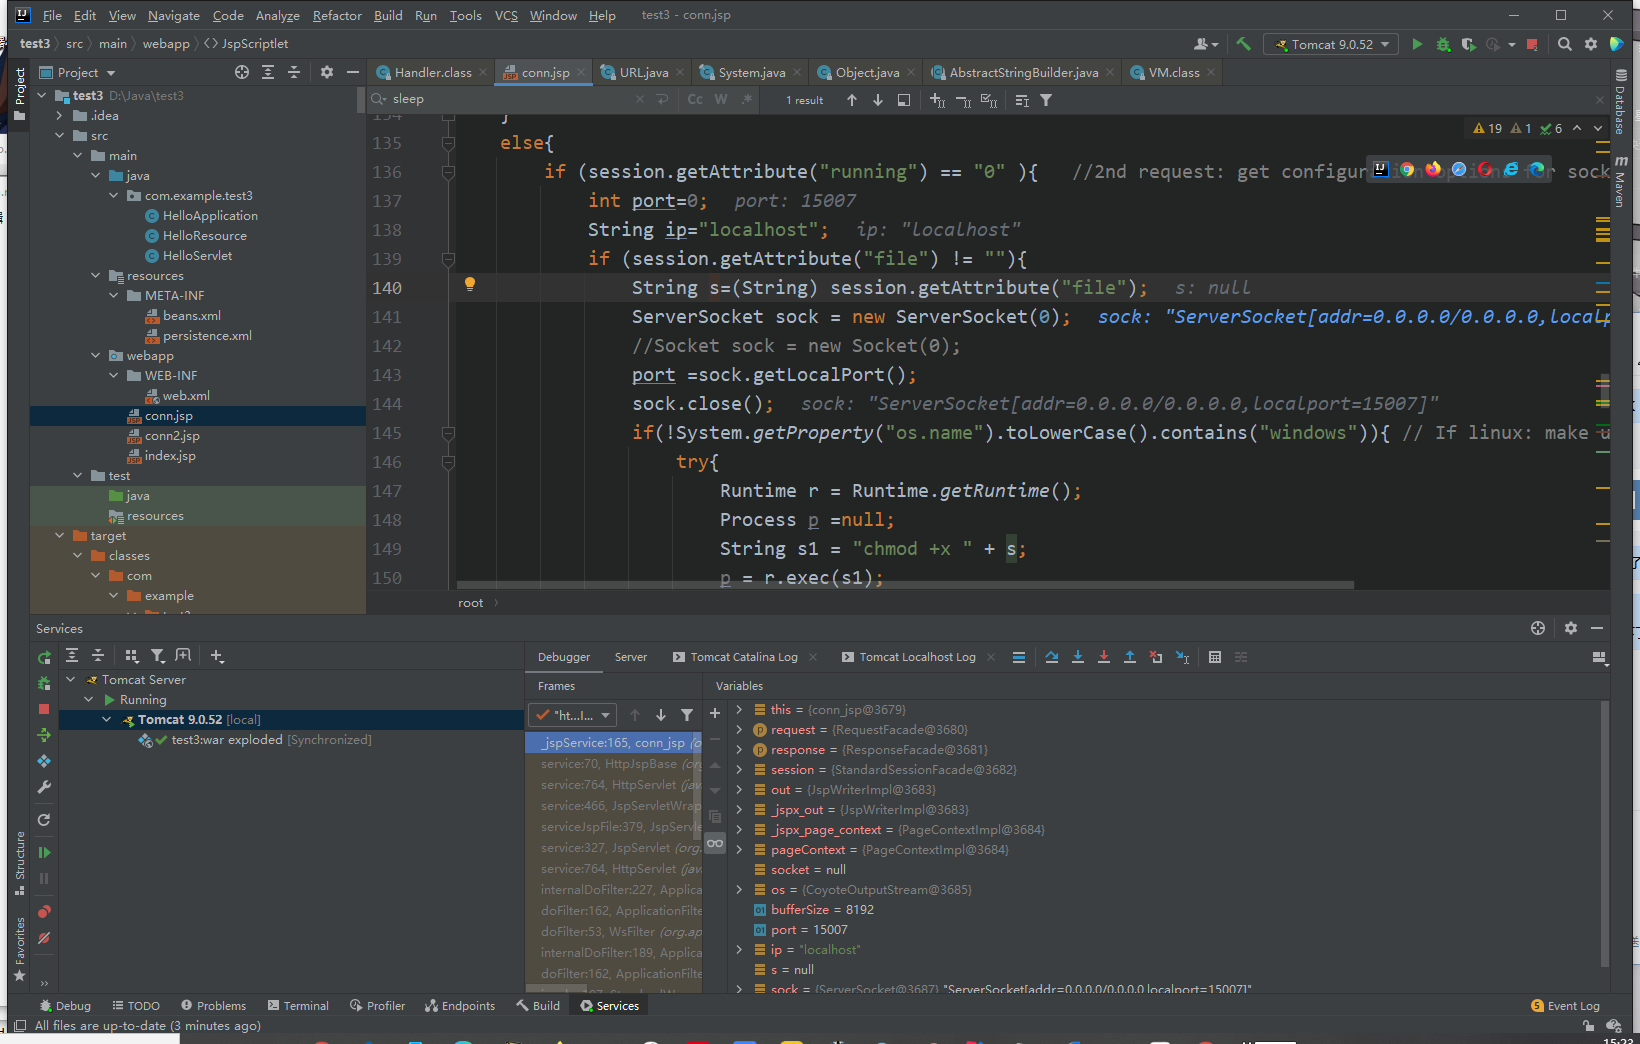 File Edit View Navigate Code Analyze Refactor Build Run Tools VCS Window Help test3 - conn.jsp
test3 src main webapp <> JspScriptlet
Tomcat 9.0.52
Project
Handler.class conn.jsp URL.java System.java Object.java AbstractStringBuilder.java VM.class
sleep Cc W .* 1 result
19 1 6
Project
Structure
Favorites
Database
Maven
test3 D:\Java\test3
.idea
src
main
java
com.example.test3
HelloApplication
HelloResource
HelloServlet
resources
META-INF
beans.xml
persistence.xml
webapp
WEB-INF
web.xml
conn.jsp
conn2.jsp
index.jsp
test
java
resources
target
classes
com
example
134 }
135 else{
136 if (session.getAttribute("running") == "0" ){ //2nd request: get configuration options for sock
137 int port=0; port: 15007
138 String ip="localhost"; ip: "localhost"
139 if (session.getAttribute("file") != ""){
140 String s=(String) session.getAttribute("file"); s: null
141 ServerSocket sock = new ServerSocket(0); sock: "ServerSocket[addr=0.0.0.0/0.0.0.0,localp
142 //Socket sock = new Socket(0);
143 port =sock.getLocalPort();
144 sock.close(); sock: "ServerSocket[addr=0.0.0.0/0.0.0.0,localport=15007]"
145 if(!System.getProperty("os.name").toLowerCase().contains("windows")){ // If linux: make u
146 try{
147 Runtime r = Runtime.getRuntime();
148 Process p =null;
149 String s1 = "chmod +x " + s;
150 p = r.exec(s1);
root
Services
Tomcat Server
Running
Tomcat 9.0.52 [local]
test3:war exploded [Synchronized]
Debugger Server Tomcat Catalina Log Tomcat Localhost Log
Frames
"ht...I...
_jspService:165, conn_jsp (o
service:70, HttpJspBase (org
service:764, HttpServlet (jav
service:466, JspServletWrap
serviceJspFile:379, JspServle
service:327, JspServlet (org.
service:764, HttpServlet (jav
internalDoFilter:227, Applica
doFilter:162, ApplicationFilte
doFilter:53, WsFilter (org.ap
internalDoFilter:189, Applica
doFilter:162, ApplicationFilte
Variables
this = {conn_jsp@3679}
request = {RequestFacade@3680}
response = {ResponseFacade@3681}
session = {StandardSessionFacade@3682}
out = {JspWriterImpl@3683}
_jspx_out = {JspWriterImpl@3683}
_jspx_page_context = {PageContextImpl@3684}
pageContext = {PageContextImpl@3684}
socket = null
os = {CoyoteOutputStream@3685}
bufferSize = 8192
port = 15007
ip = "localhost"
s = null
sock = {ServerSocket@3687} "ServerSocket[addr=0.0.0.0/0.0.0.0,localport=15007]"
Debug TODO Problems Terminal Profiler Endpoints Build Services 5 Event Log
All files are up-to-date (3 minutes ago)